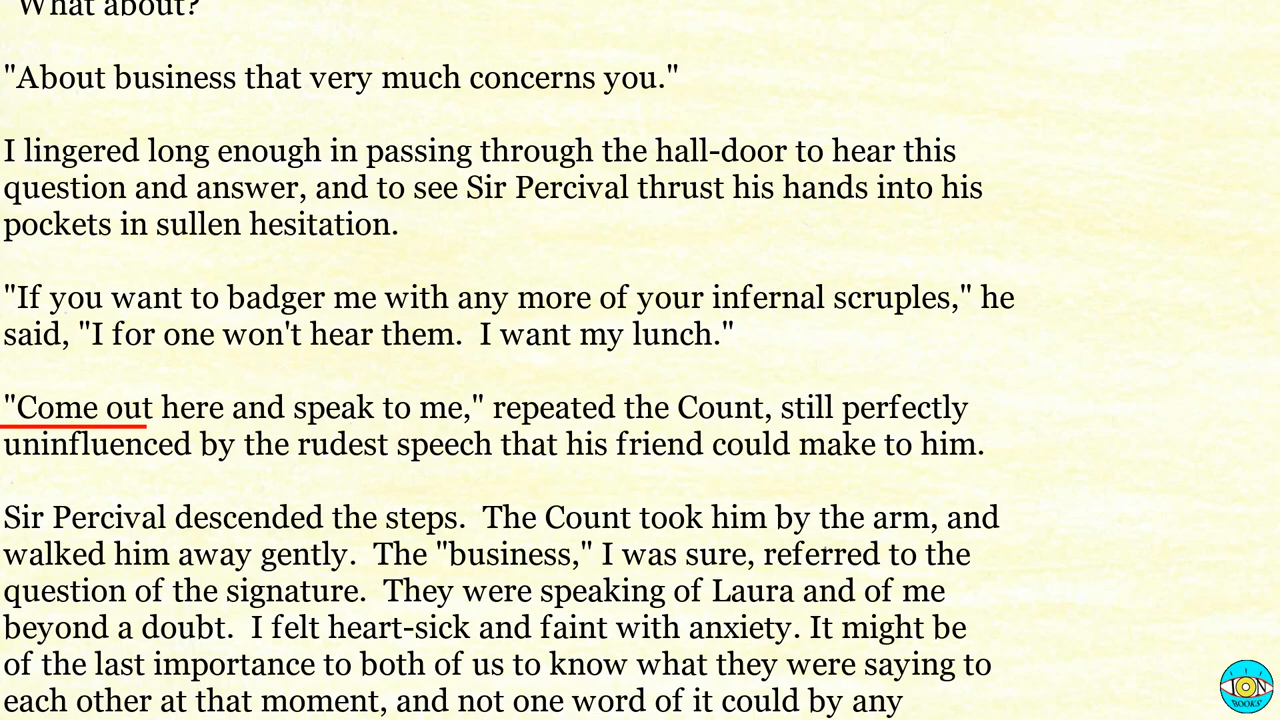 "What about?"
"About business that very much concerns you."
I lingered long enough in passing through the hall-door to hear this
question and answer, and to see Sir Percival thrust his hands into his
pockets in sullen hesitation.
"If you want to badger me with any more of your infernal scruples," he
said, "I for one won't hear them.  I want my lunch."
"Come out here and speak to me," repeated the Count, still perfectly
uninfluenced by the rudest speech that his friend could make to him.
Sir Percival descended the steps.  The Count took him by the arm, and
walked him away gently.  The "business," I was sure, referred to the
question of the signature.  They were speaking of Laura and of me
beyond a doubt.  I felt heart-sick and faint with anxiety. It might be
of the last importance to both of us to know what they were saying to
each other at that moment, and not one word of it could by any
ION
BOOKS